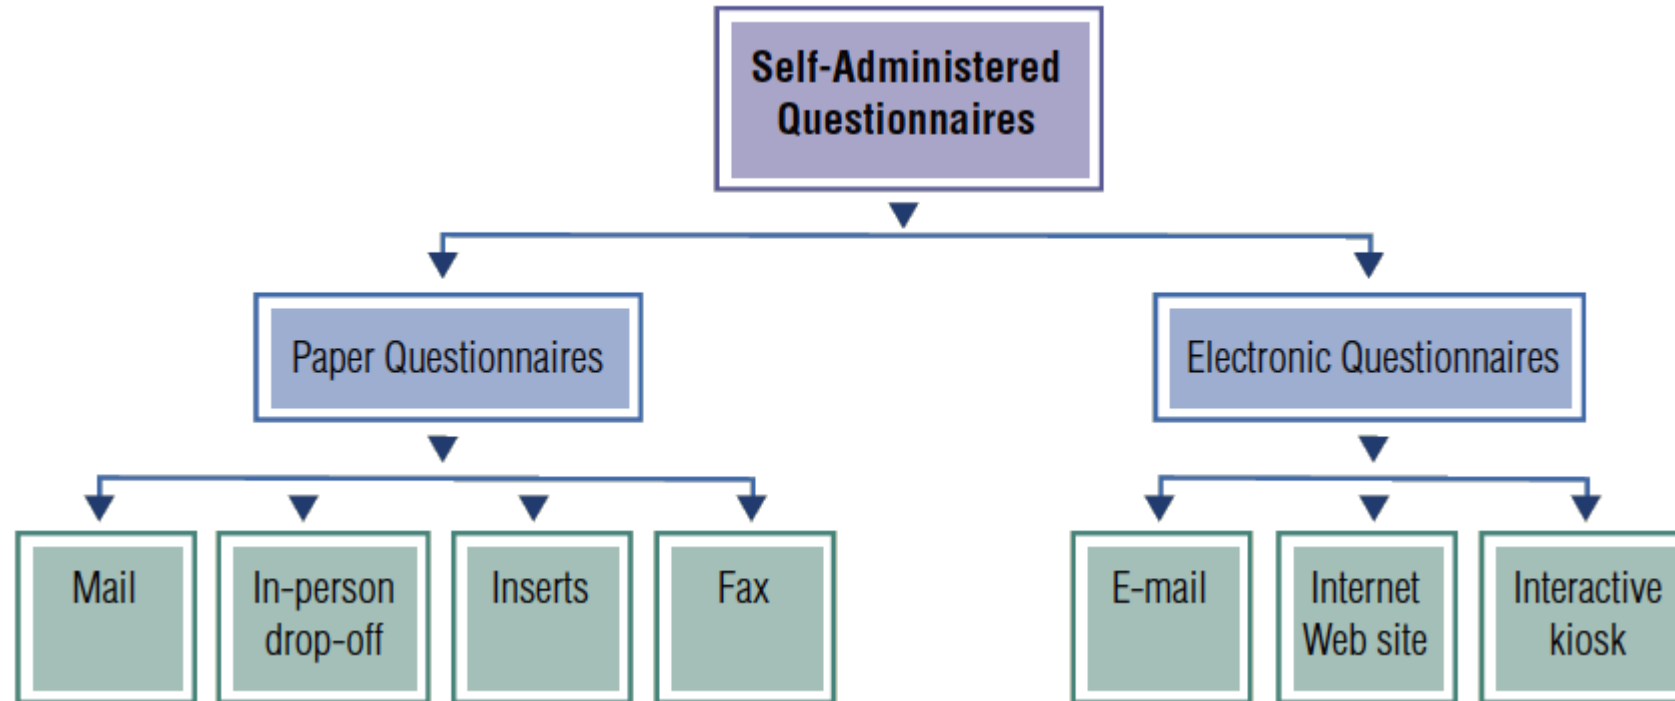 Self-Administered
Questionnaires
Paper Questionnaires
Electronic Questionnaires
Mail
In-person
drop-off
Inserts
Fax
E-mail
Internet
Web site
Interactive
kiosk